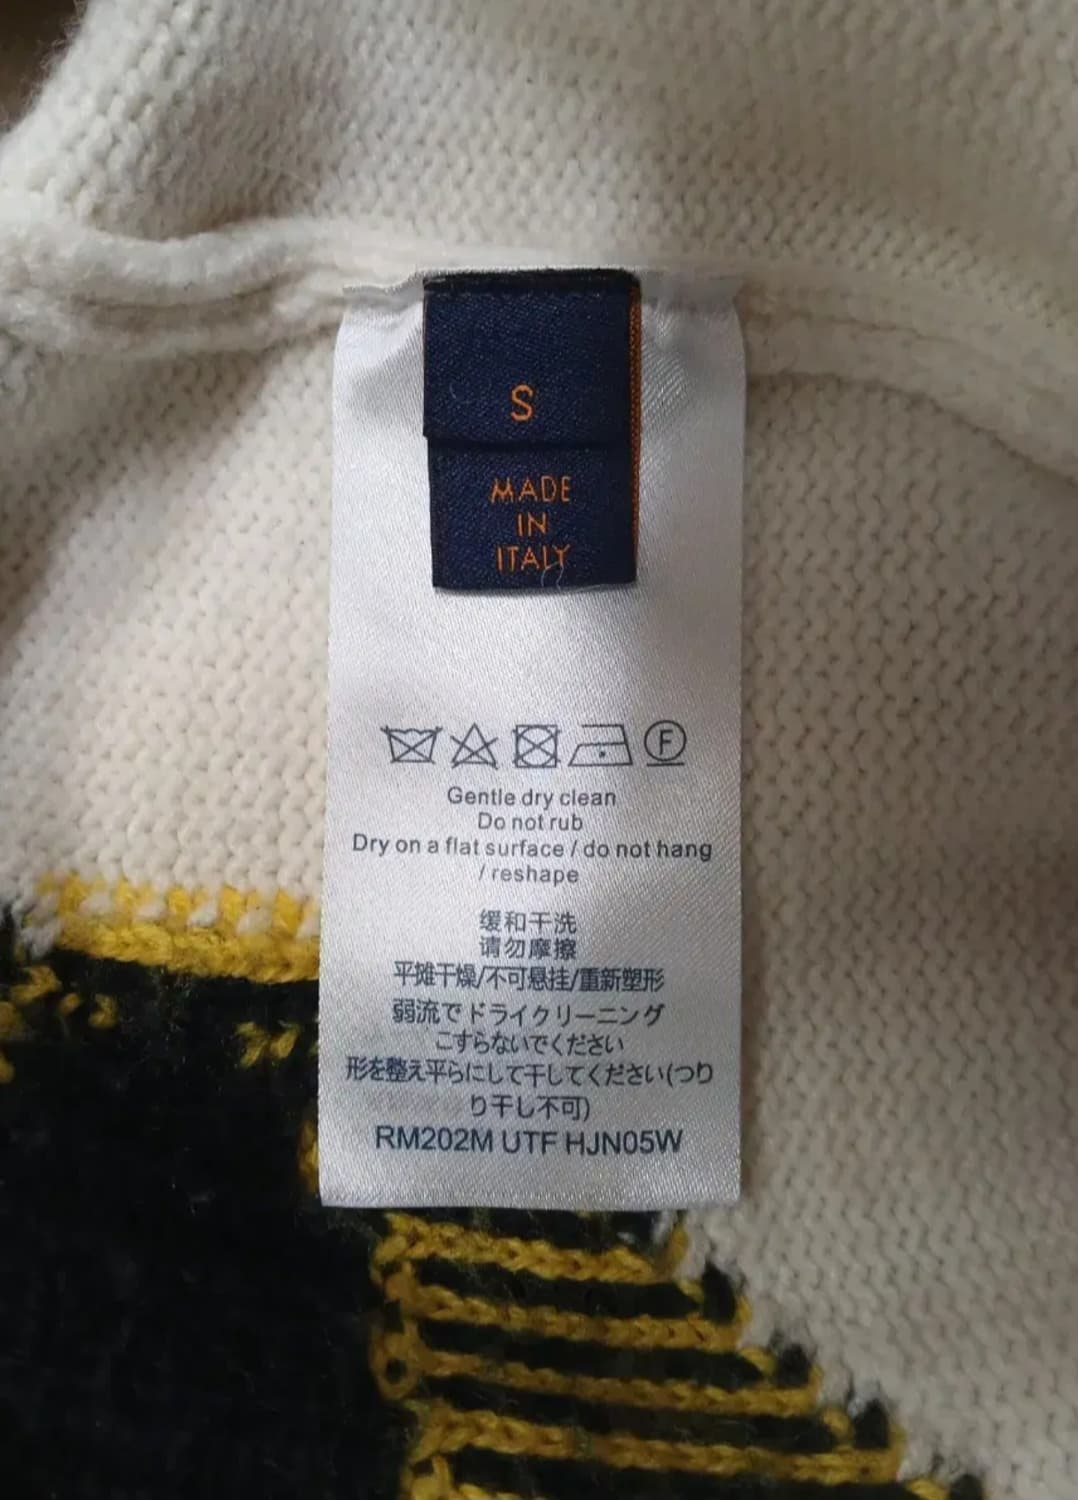 S
MADE
IN
ITALY
F
Gentle dry clean
Do not rub
Dry on a flat surface / do not hang
/ reshape
缓和干洗
请勿摩擦
平摊干燥/不可悬挂/重新塑形
弱流でドライクリーニング
こすらないでください
形を整え平らにして干してください(つり
り干し不可)
RM202M UTF HJN05W